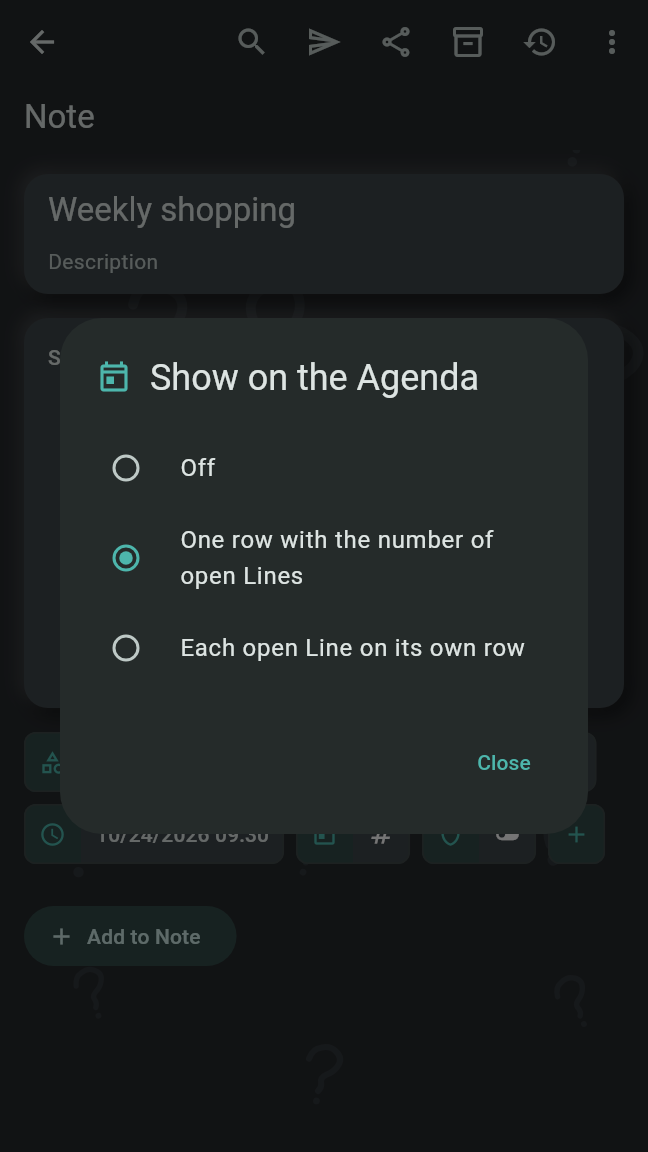 Note
Weekly shopping
Description
S
Show on the Agenda
Off
One row with the number of
open Lines
Each open Line on its own row
Close
10/24/2026 09:30
#
+ Add to Note